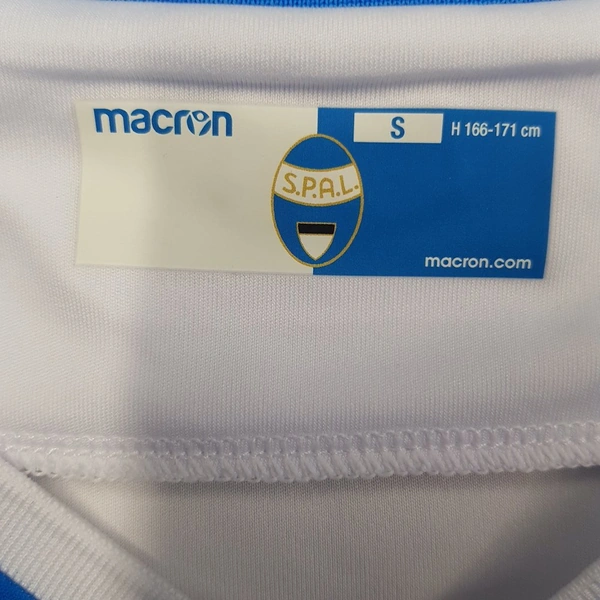 macron
S
H 166-171 cm
S.P.A.L.
macron.com